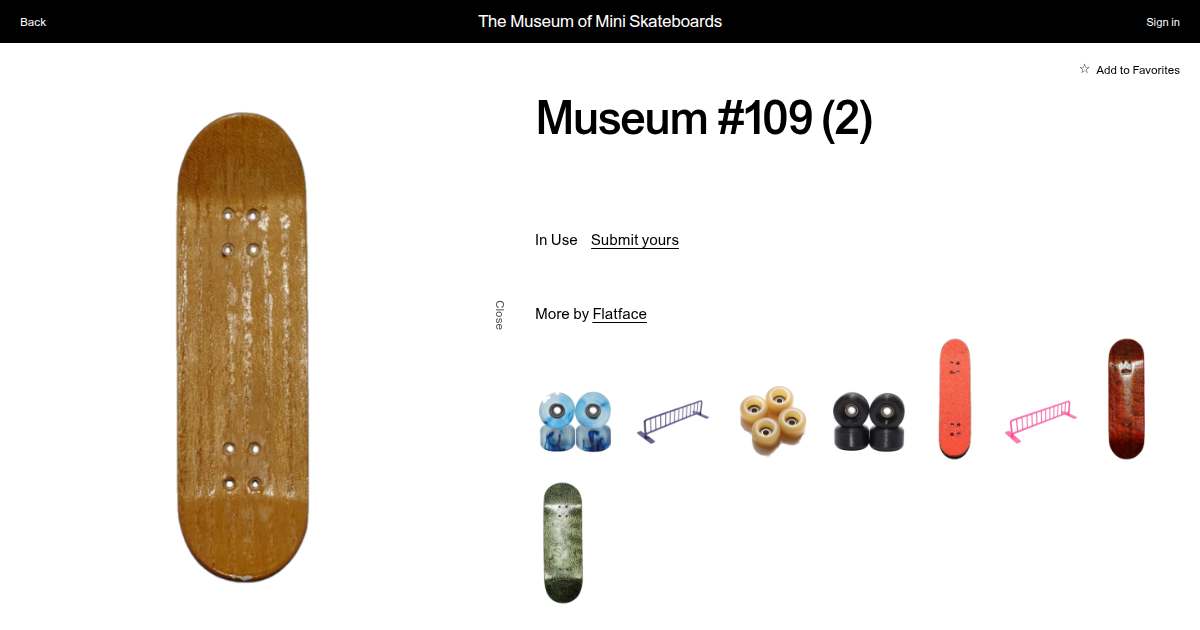 Back
The Museum of Mini Skateboards
Sign in
☆ Add to Favorites
Museum #109 (2)
In Use Submit yours
Close
More by Flatface